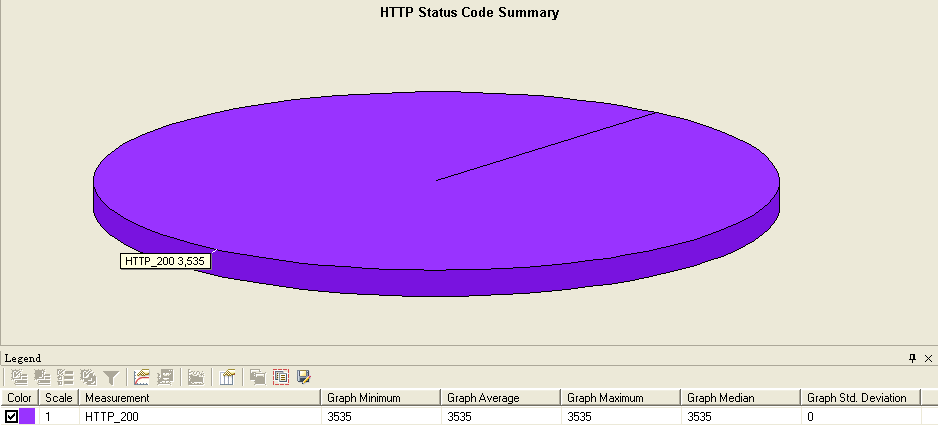 HTTP Status Code Summary
HTTP_200 3,535
Legend
Color Scale Measurement Graph Minimum Graph Average Graph Maximum Graph Median Graph Std. Deviation
1 HTTP_200 3535 3535 3535 3535 0